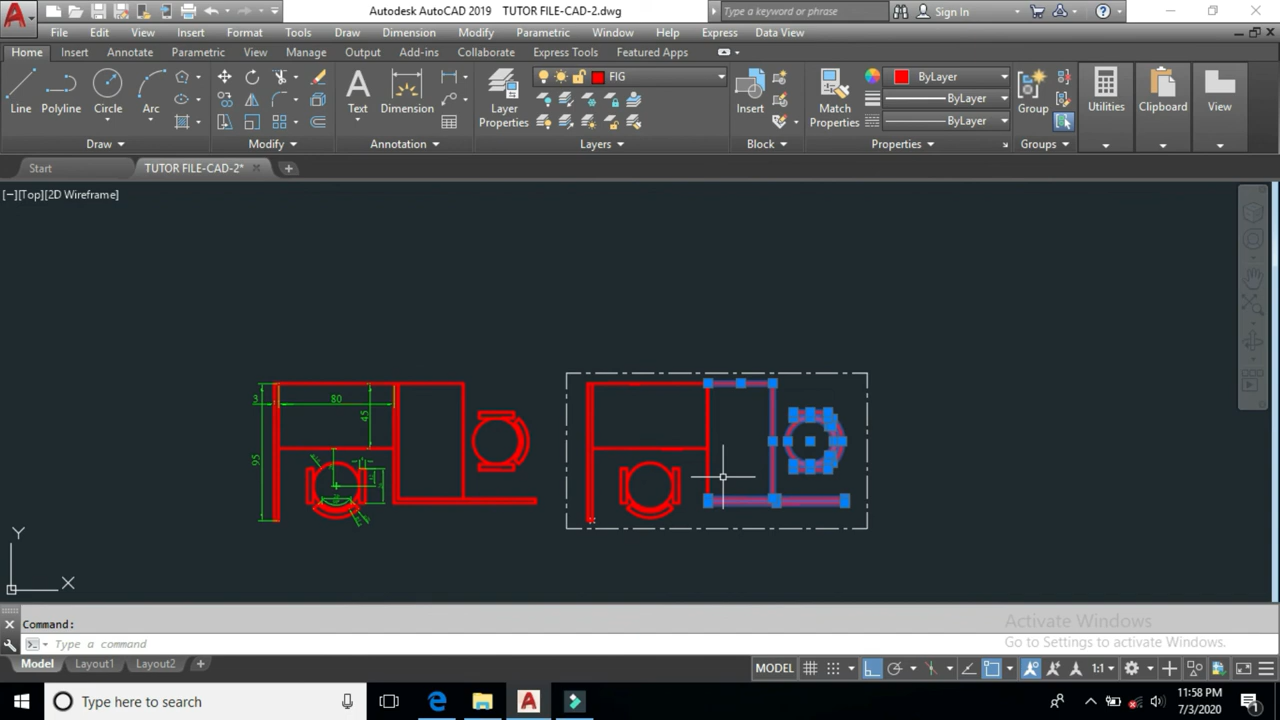 Autodesk AutoCAD 2019 TUTOR FILE-CAD-2.dwg
Type a keyword or phrase
Sign In
File Edit View Insert Format Tools Draw Dimension Modify Parametric Window Help Express Data View
Home Insert Annotate Parametric View Manage Output Add-ins Collaborate Express Tools Featured Apps
FIG
ByLayer
ByLayer
ByLayer
Line Polyline Circle Arc
Text Dimension
Layer Properties
Insert
Match Properties
Group
Utilities
Clipboard
View
Draw Modify Annotation Layers Block Properties Groups
Start TUTOR FILE-CAD-2*
[−][Top][2D Wireframe]
3
80
45
95
Y
X
Command:
Type a command
Activate Windows
Go to Settings to activate Windows.
Model Layout1 Layout2
MODEL
1:1
Type here to search
11:58 PM
7/3/2020
1